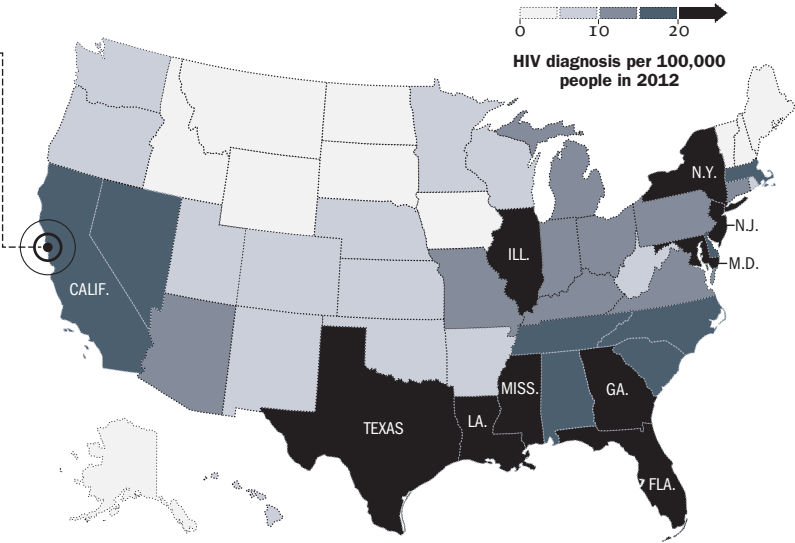 0 10 20
HIV diagnosis per 100,000
people in 2012
N.Y.
N.J.
ILL.
M.D.
CALIF.
MISS.
GA.
LA.
TEXAS
FLA.